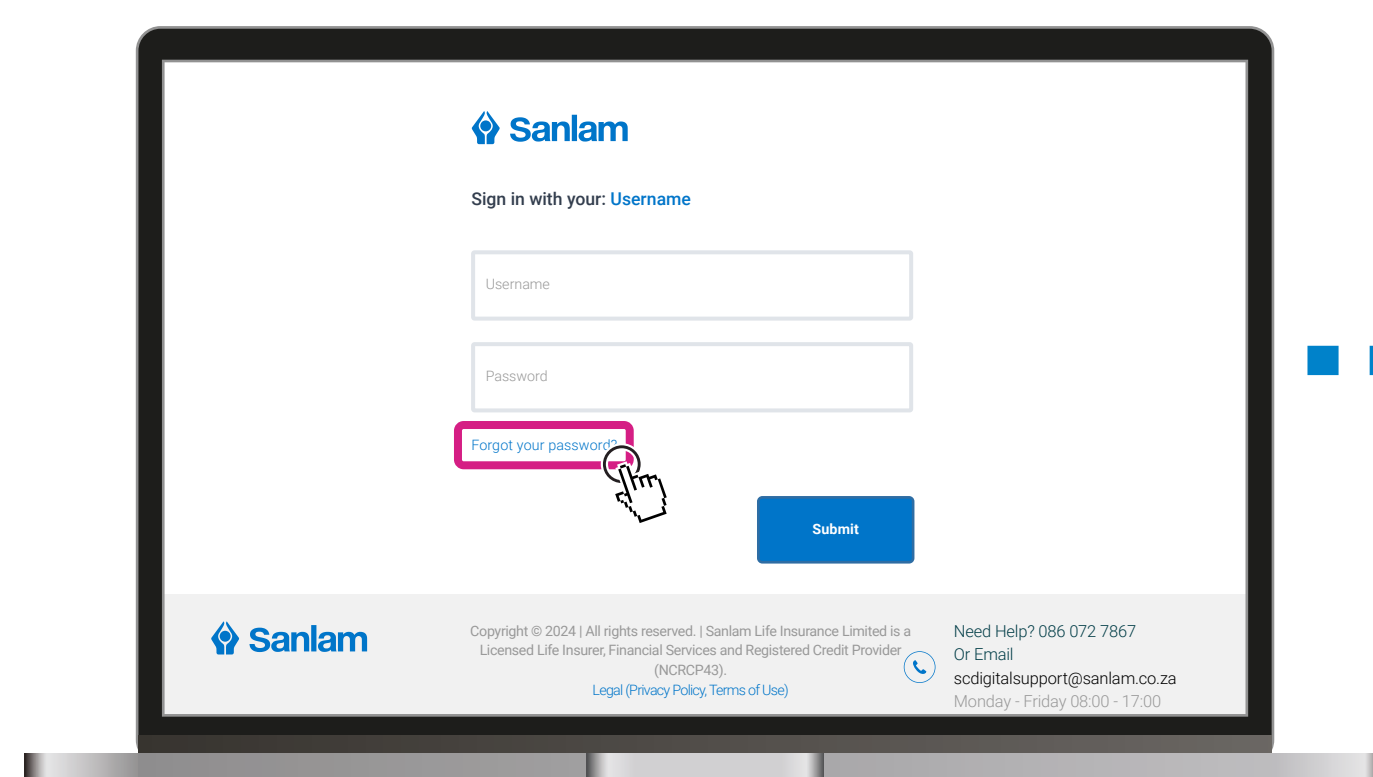 Sanlam
Sign in with your: Username
Username
Password
Forgot your password?
Submit
Sanlam
Copyright © 2024 | All rights reserved. | Sanlam Life Insurance Limited is a
Licensed Life Insurer, Financial Services and Registered Credit Provider
(NCRCP43).
Legal (Privacy Policy, Terms of Use)
Need Help? 086 072 7867
Or Email
scdigitalsupport@sanlam.co.za
Monday - Friday 08:00 - 17:00